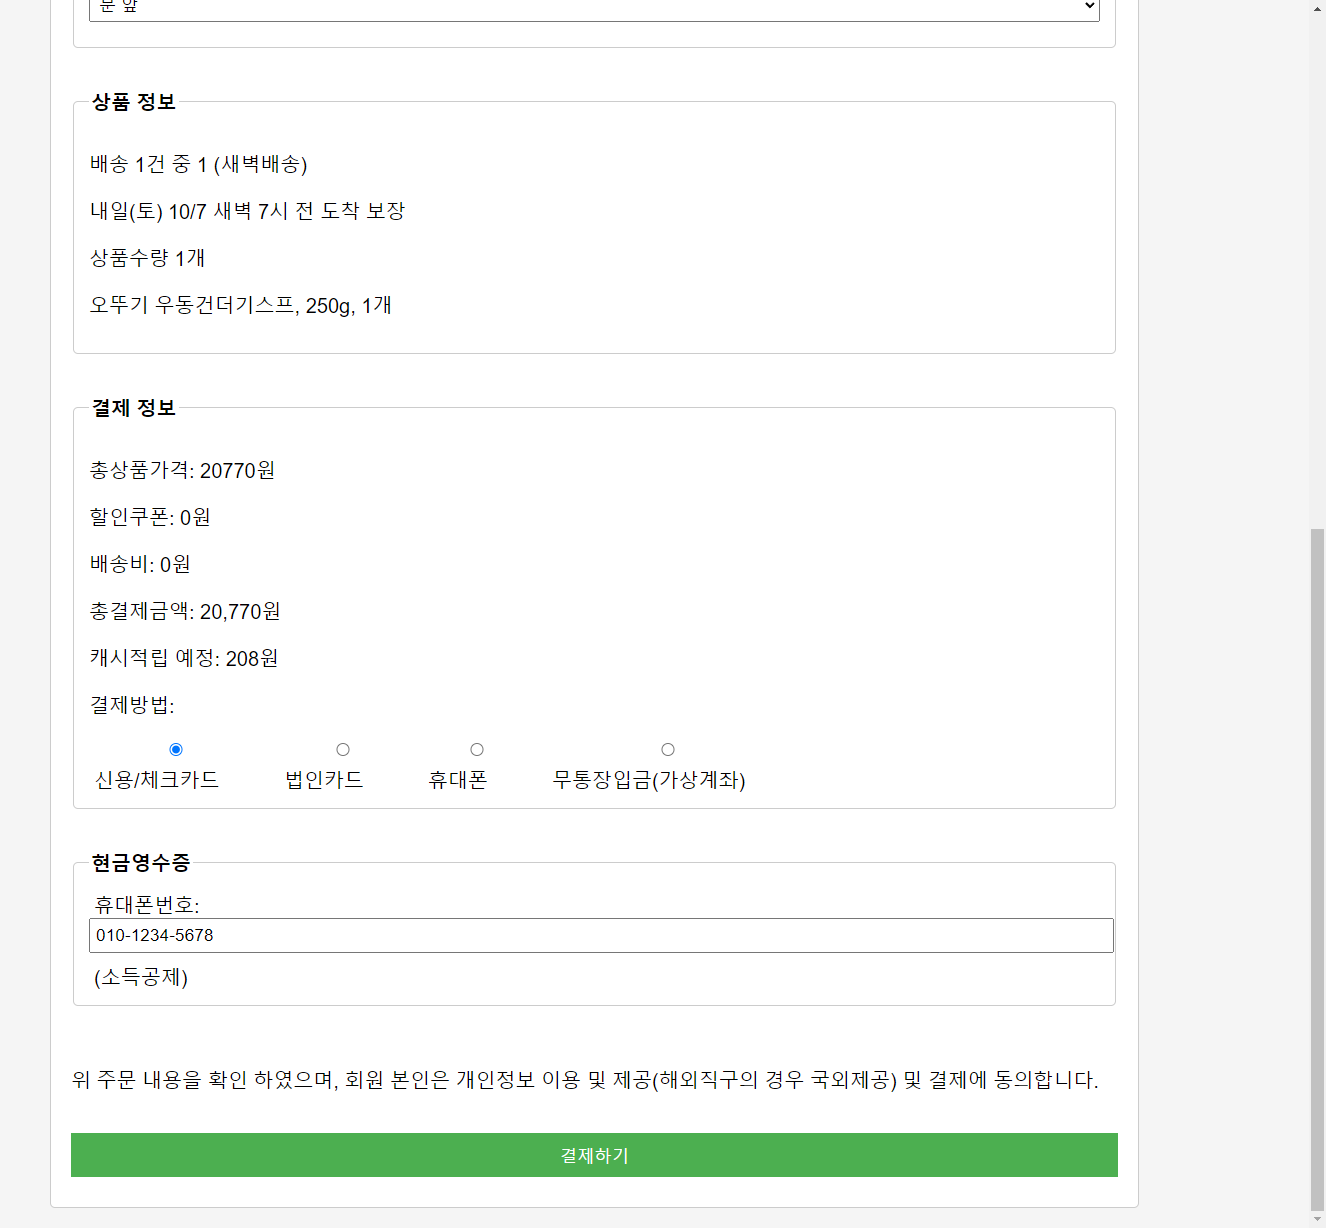 문 앞
상품 정보
배송 1건 중 1 (새벽배송)
내일(토) 10/7 새벽 7시 전 도착 보장
상품수량 1개
오뚜기 우동건더기스프, 250g, 1개
결제 정보
총상품가격: 20770원
할인쿠폰: 0원
배송비: 0원
총결제금액: 20,770원
캐시적립 예정: 208원
결제방법:
신용/체크카드 법인카드 휴대폰 무통장입금(가상계좌)
현금영수증
휴대폰번호:
010-1234-5678
(소득공제)
위 주문 내용을 확인 하였으며, 회원 본인은 개인정보 이용 및 제공(해외직구의 경우 국외제공) 및 결제에 동의합니다.
결제하기